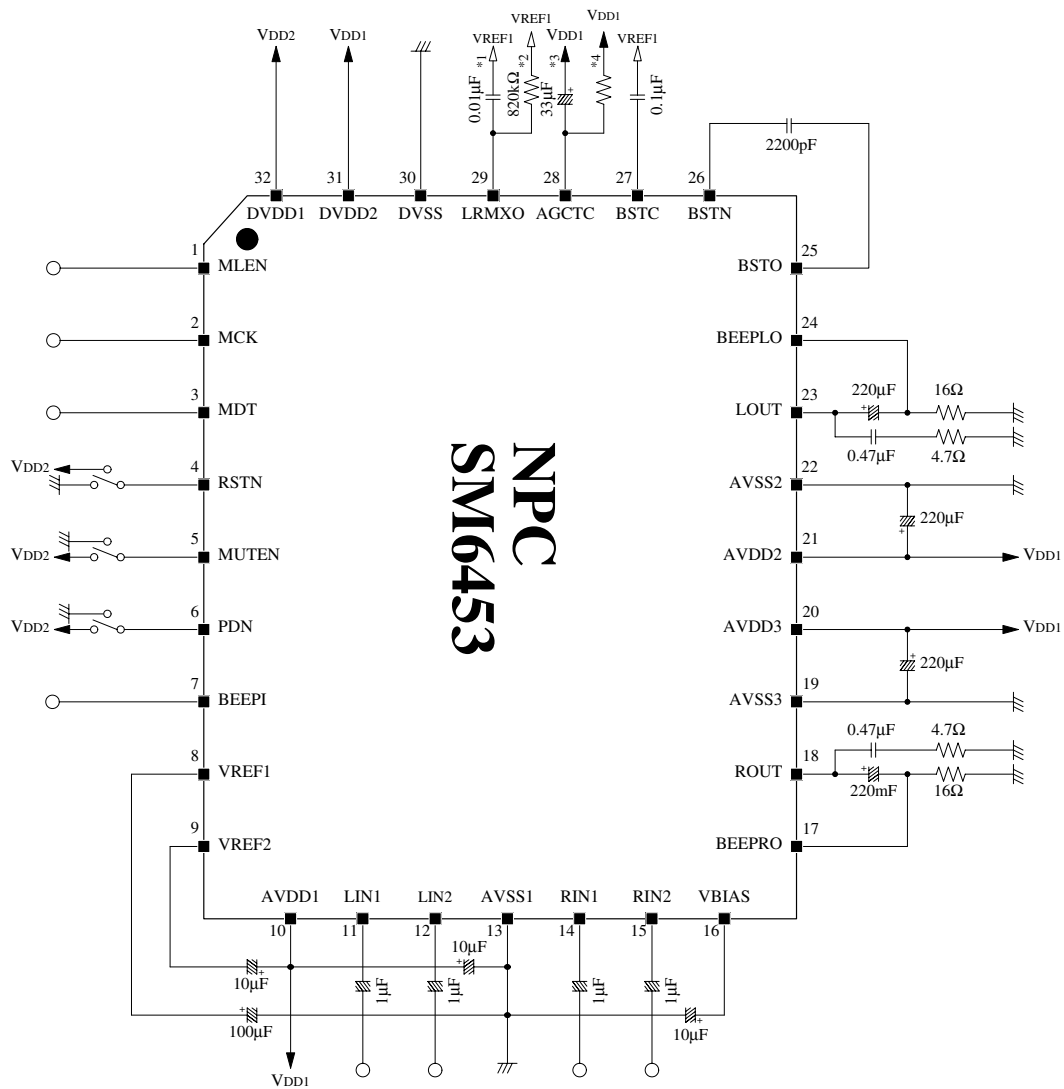 VDD2
VDD1
VREF1
*1
0.01µF
VREF1
*2
820kΩ
VDD1
*3
33µF
+
VDD1
*4
VREF1
0.1µF
2200pF
32
31
30
29
28
27
26
DVDD1
DVDD2
DVSS
LRMXO
AGCTC
BSTC
BSTN
1
MLEN
2
MCK
3
MDT
VDD2
4
RSTN
5
MUTEN
VDD2
6
PDN
VDD2
7
BEEPI
8
VREF1
9
VREF2
NPC
SM6453
25
BSTO
24
BEEPLO
23
LOUT
220µF
+
16Ω
0.47µF
4.7Ω
22
AVSS2
220µF
+
21
AVDD2
VDD1
20
AVDD3
VDD1
+
220µF
19
AVSS3
0.47µF
4.7Ω
18
ROUT
+
220mF
16Ω
17
BEEPRO
AVDD1
LIN1
LIN2
AVSS1
RIN1
RIN2
VBIAS
10
11
12
13
14
15
16
10µF
+
10µF
+
1µF
1µF
1µF
1µF
+
100µF
+
10µF
VDD1